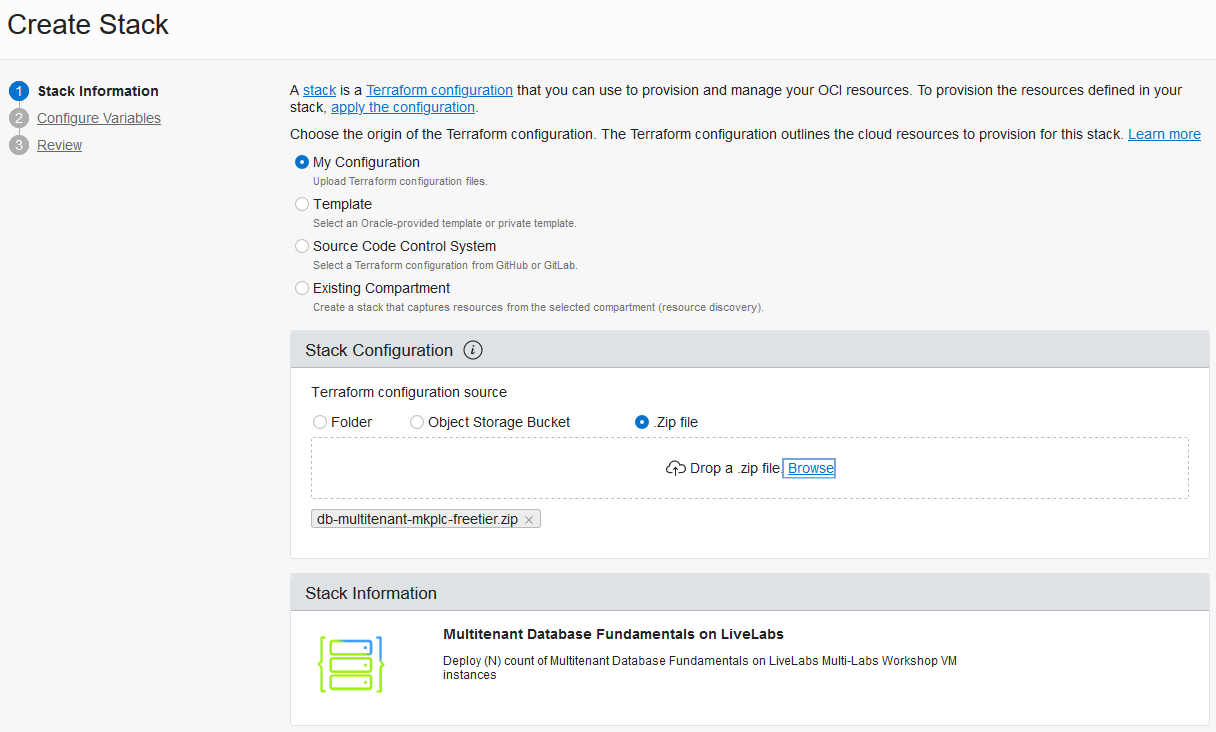 Create Stack
1 Stack Information
2 Configure Variables
3 Review
A stack is a Terraform configuration that you can use to provision and manage your OCI resources. To provision the resources defined in your
stack, apply the configuration.
Choose the origin of the Terraform configuration. The Terraform configuration outlines the cloud resources to provision for this stack. Learn more
My Configuration
Upload Terraform configuration files.
Template
Select an Oracle-provided template or private template.
Source Code Control System
Select a Terraform configuration from GitHub or GitLab.
Existing Compartment
Create a stack that captures resources from the selected compartment (resource discovery).
Stack Configuration i
Terraform configuration source
Folder Object Storage Bucket .Zip file
Drop a .zip file. Browse
db-multitenant-mkplc-freetier.zip ×
Stack Information
Multitenant Database Fundamentals on LiveLabs
Deploy (N) count of Multitenant Database Fundamentals on LiveLabs Multi-Labs Workshop VM
instances